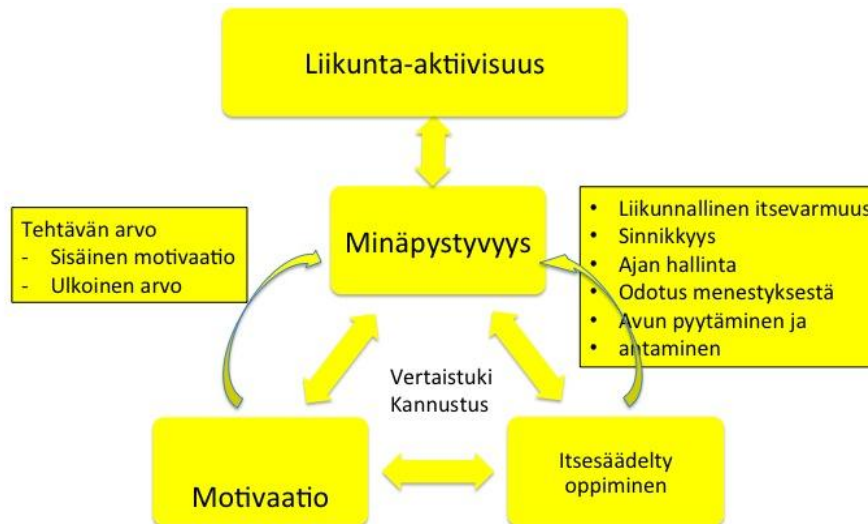 Liikunta-aktiivisuus
Tehtävän arvo
- Sisäinen motivaatio
- Ulkoinen arvo
Minäpystyvyys
• Liikunnallinen itsevarmuus
• Sinnikkyys
• Ajan hallinta
• Odotus menestyksestä
• Avun pyytäminen ja
• antaminen
Vertaistuki
Kannustus
Motivaatio
Itsesäädelty
oppiminen